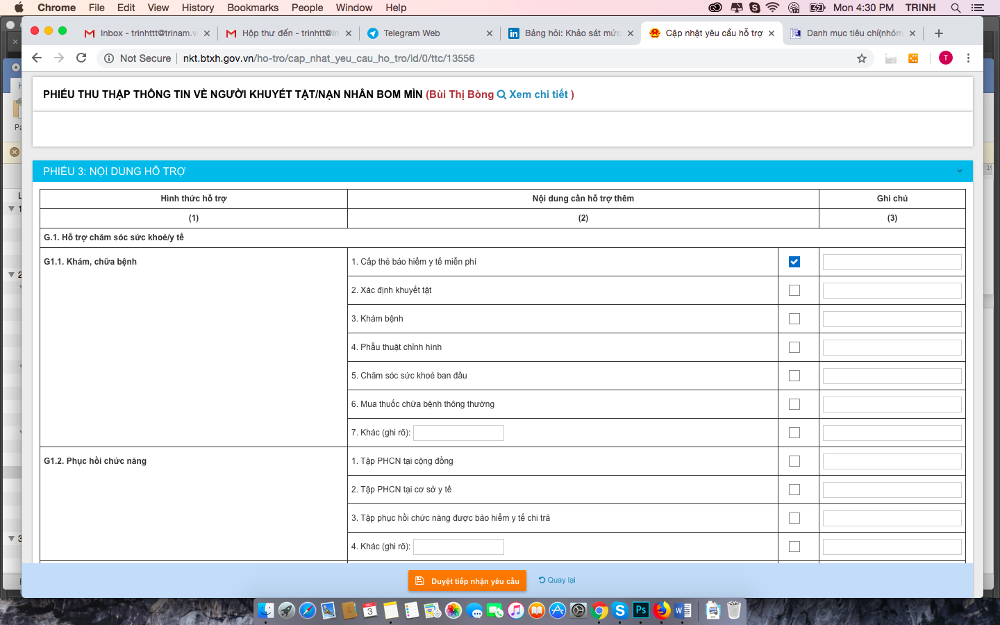 Chrome File Edit View History Bookmarks People Window Help Mon 4:30 PM TRINH
Inbox - trinhttt@trinam.v
Hộp thư đến - trinhtt@in
Telegram Web
Bảng hỏi: Khảo sát mức
Cập nhật yêu cầu hỗ trợ
Danh mục tiêu chí(nhóm
Not Secure nkt.btxh.gov.vn/ho-tro/cap_nhat_yeu_cau_ho_tro/id/0/ttc/13556
T
PHIẾU THU THẬP THÔNG TIN VỀ NGƯỜI KHUYẾT TẬT/NẠN NHÂN BOM MÌN (Bùi Thị Bòng Xem chi tiết )
PHIẾU 3: NỘI DUNG HỖ TRỢ
Hình thức hỗ trợ Nội dung cần hỗ trợ thêm Ghi chú
(1) (2) (3)
G.1. Hỗ trợ chăm sóc sức khoẻ/y tế
G1.1. Khám, chữa bệnh 1. Cấp thẻ bảo hiểm y tế miễn phí
2. Xác định khuyết tật
3. Khám bệnh
4. Phẫu thuật chỉnh hình
5. Chăm sóc sức khoẻ ban đầu
6. Mua thuốc chữa bệnh thông thường
7. Khác (ghi rõ):
G1.2. Phục hồi chức năng 1. Tập PHCN tại cộng đồng
2. Tập PHCN tại cơ sở y tế
3. Tập phục hồi chức năng được bảo hiểm y tế chi trả
4. Khác (ghi rõ):
Duyệt tiếp nhận yêu cầu Quay lại
DEC
3
Ps
W